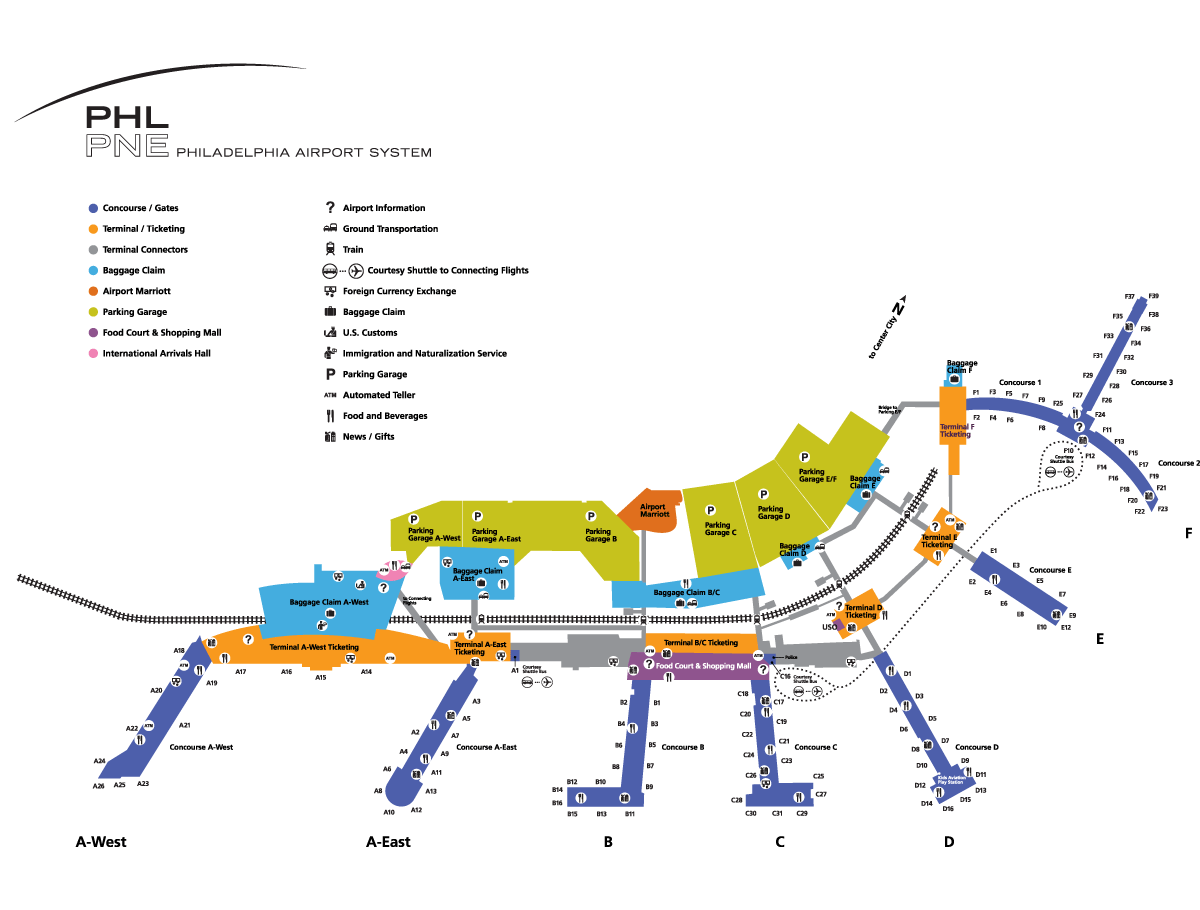 PHL
PNE PHILADELPHIA AIRPORT SYSTEM
Concourse / Gates
Terminal / Ticketing
Terminal Connectors
Baggage Claim
Airport Marriott
Parking Garage
Food Court & Shopping Mall
International Arrivals Hall
? Airport Information
Ground Transportation
Train
Courtesy Shuttle to Connecting Flights
Foreign Currency Exchange
Baggage Claim
U.S. Customs
Immigration and Naturalization Service
P Parking Garage
ATM Automated Teller
Food and Beverages
News / Gifts
to Center City N
F37 F39
F35 F38
F36
F33 F34
F31 F32
F29 F30
F28
F27 F26
F24
Concourse 3
Concourse 1
F1 F3 F5 F7 F9 F25
F2 F4 F6 F8
F10 F11
F12 F13
F14 F15
F16 F17
F18 F19
F20 F21
F22 F23
Concourse 2
F
Courtesy
Shuttle Bus
Baggage
Claim F
Terminal F
Ticketing
Bridge to
Parking E/F
P
Parking
Garage E/F
Baggage
Claim E
P
Parking
Garage D
Baggage
Claim D
P
Parking
Garage C
Airport
Marriott
P
Parking
Garage B
P
Parking
Garage A-East
P
Parking
Garage A-West
ATM
?
Terminal E
Ticketing
E1
E2 E3
E4 E5
E6 E7
E8 E9
E10 E12
Concourse E
E
ATM
?
Terminal D
Ticketing
USO
Baggage Claim
A-East
ATM
Baggage Claim B/C
ATM
?
to Connecting
Flights
Baggage Claim A-West
Terminal A-West Ticketing
?
ATM
ATM
?
Terminal A-East
Ticketing
A1
Courtesy
Shuttle Bus
Terminal B/C Ticketing
ATM
?
Food Court & Shopping Mall
ATM
?
Police
C16
Courtesy
Shuttle Bus
A18
ATM
A19
A17
A16
A15
A14
A20
A21
A22
ATM
A24
A26 A25 A23
Concourse A-West
A-West
A3
A5
A2 A7
A4 A9
A6 A11
A8 A13
A10 A12
Concourse A-East
A-East
B2 B1
B4 B3
B6 B5
B8 B7
B12 B10 B9
B14
B16
B15 B13 B11
Concourse B
B
C18 C17
C20 C19
C22 C21
C24 C23
C26 C25
C28 C27
C30 C31 C29
Concourse C
C
D1
D2 D3
D4 D5
D6 D7
D8
D10 D9
D11
Kids Aviation
Play Station
D12 D13
D14 D15
D16
Concourse D
D